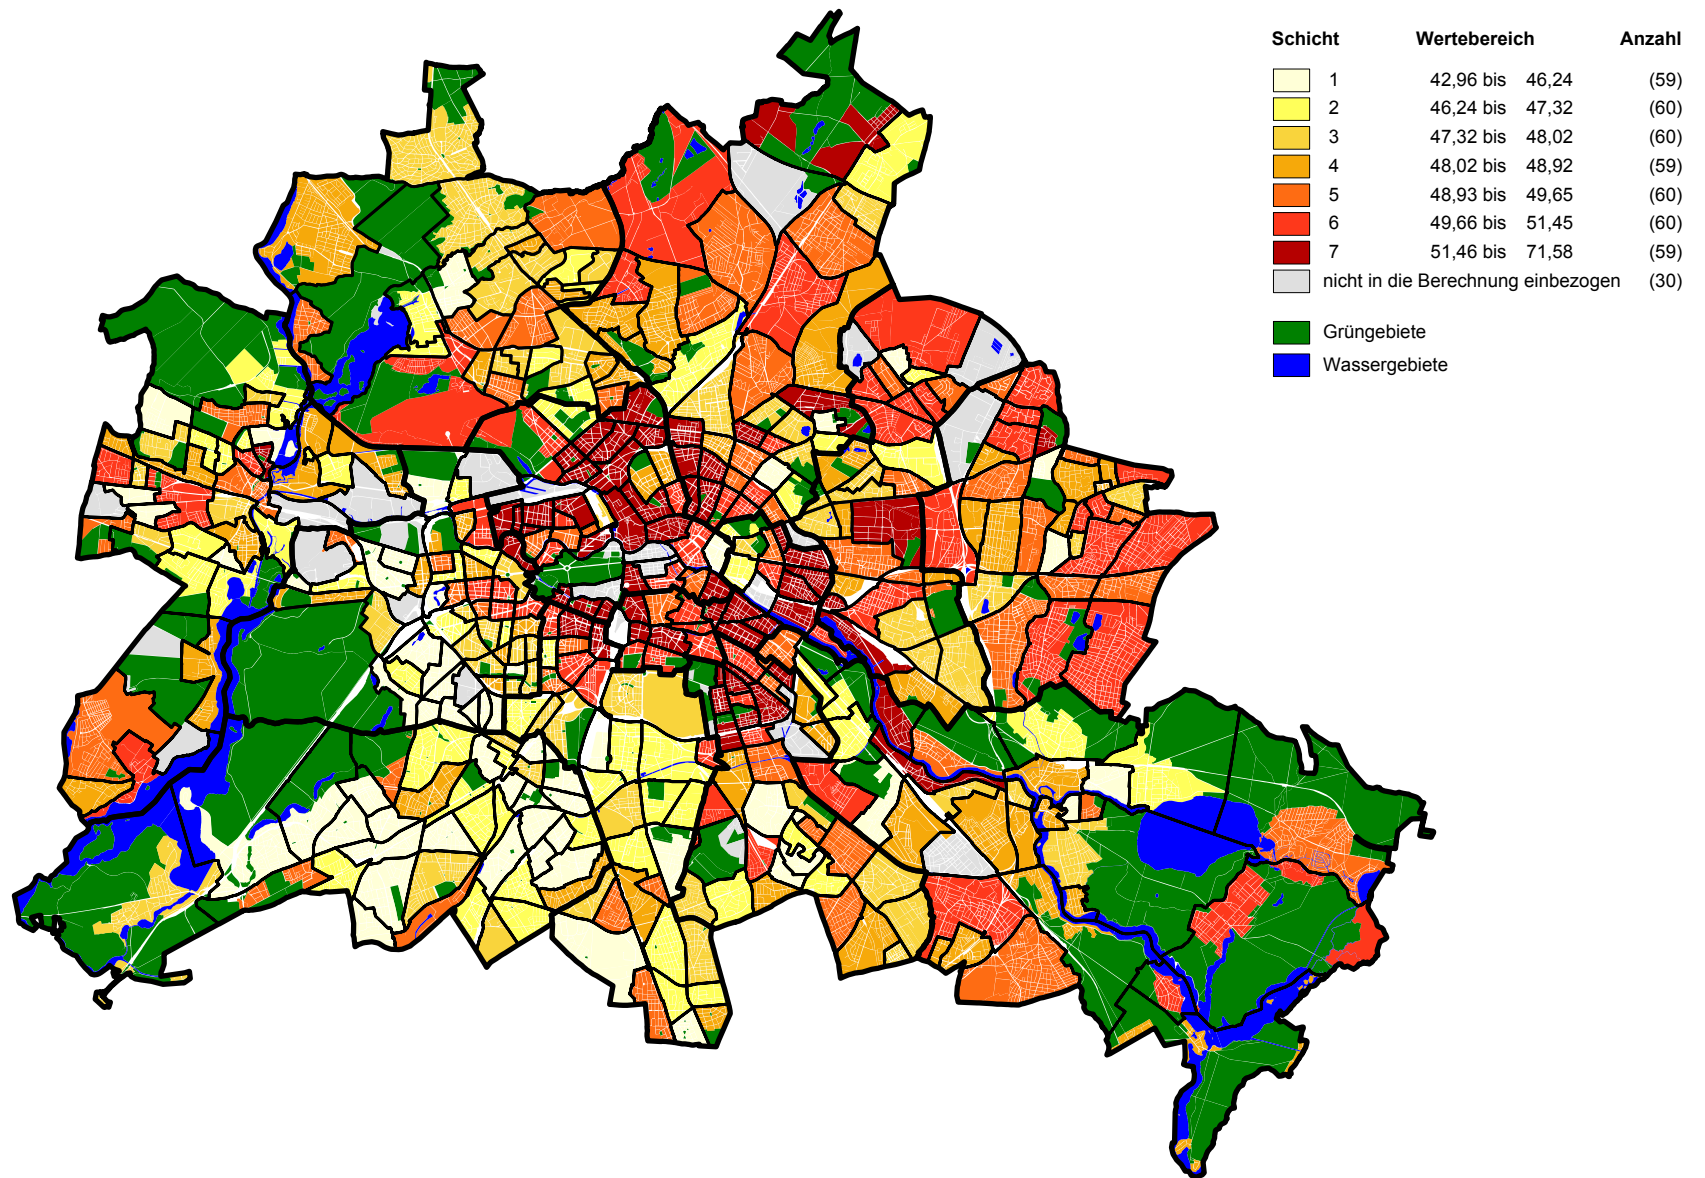 Schicht Wertebereich Anzahl
1 42,96 bis 46,24 (59)
2 46,24 bis 47,32 (60)
3 47,32 bis 48,02 (60)
4 48,02 bis 48,92 (59)
5 48,93 bis 49,65 (60)
6 49,66 bis 51,45 (60)
7 51,46 bis 71,58 (59)
nicht in die Berechnung einbezogen (30)
Grüngebiete
Wassergebiete